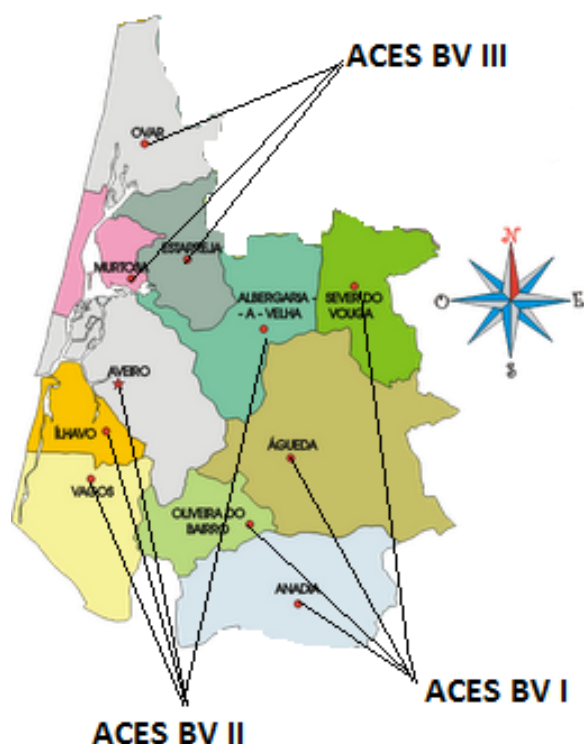 ACES BV III
OVAR
ESTARREJA
MURTOSA
ALBERGARIA -
- A - VELHA
SEVER DO
VOUGA
N
O
E
S
AVEIRO
ÍLHAVO
ÁGUEDA
VAGOS
OLIVEIRA DO
BAIRRO
ANADIA
ACES BV I
ACES BV II